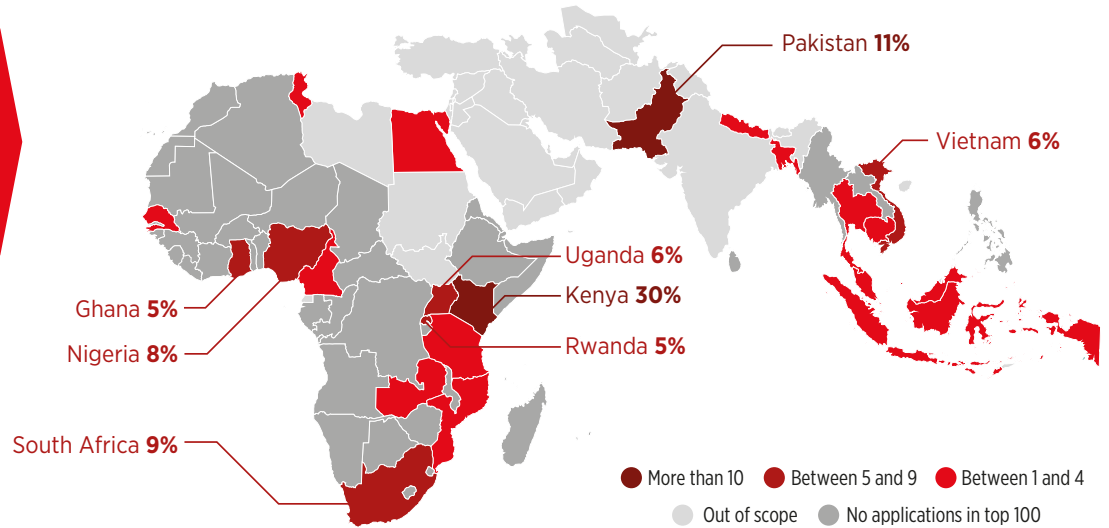 Pakistan 11%
Vietnam 6%
Uganda 6%
Kenya 30%
Rwanda 5%
Ghana 5%
Nigeria 8%
South Africa 9%
More than 10
Between 5 and 9
Between 1 and 4
Out of scope
No applications in top 100